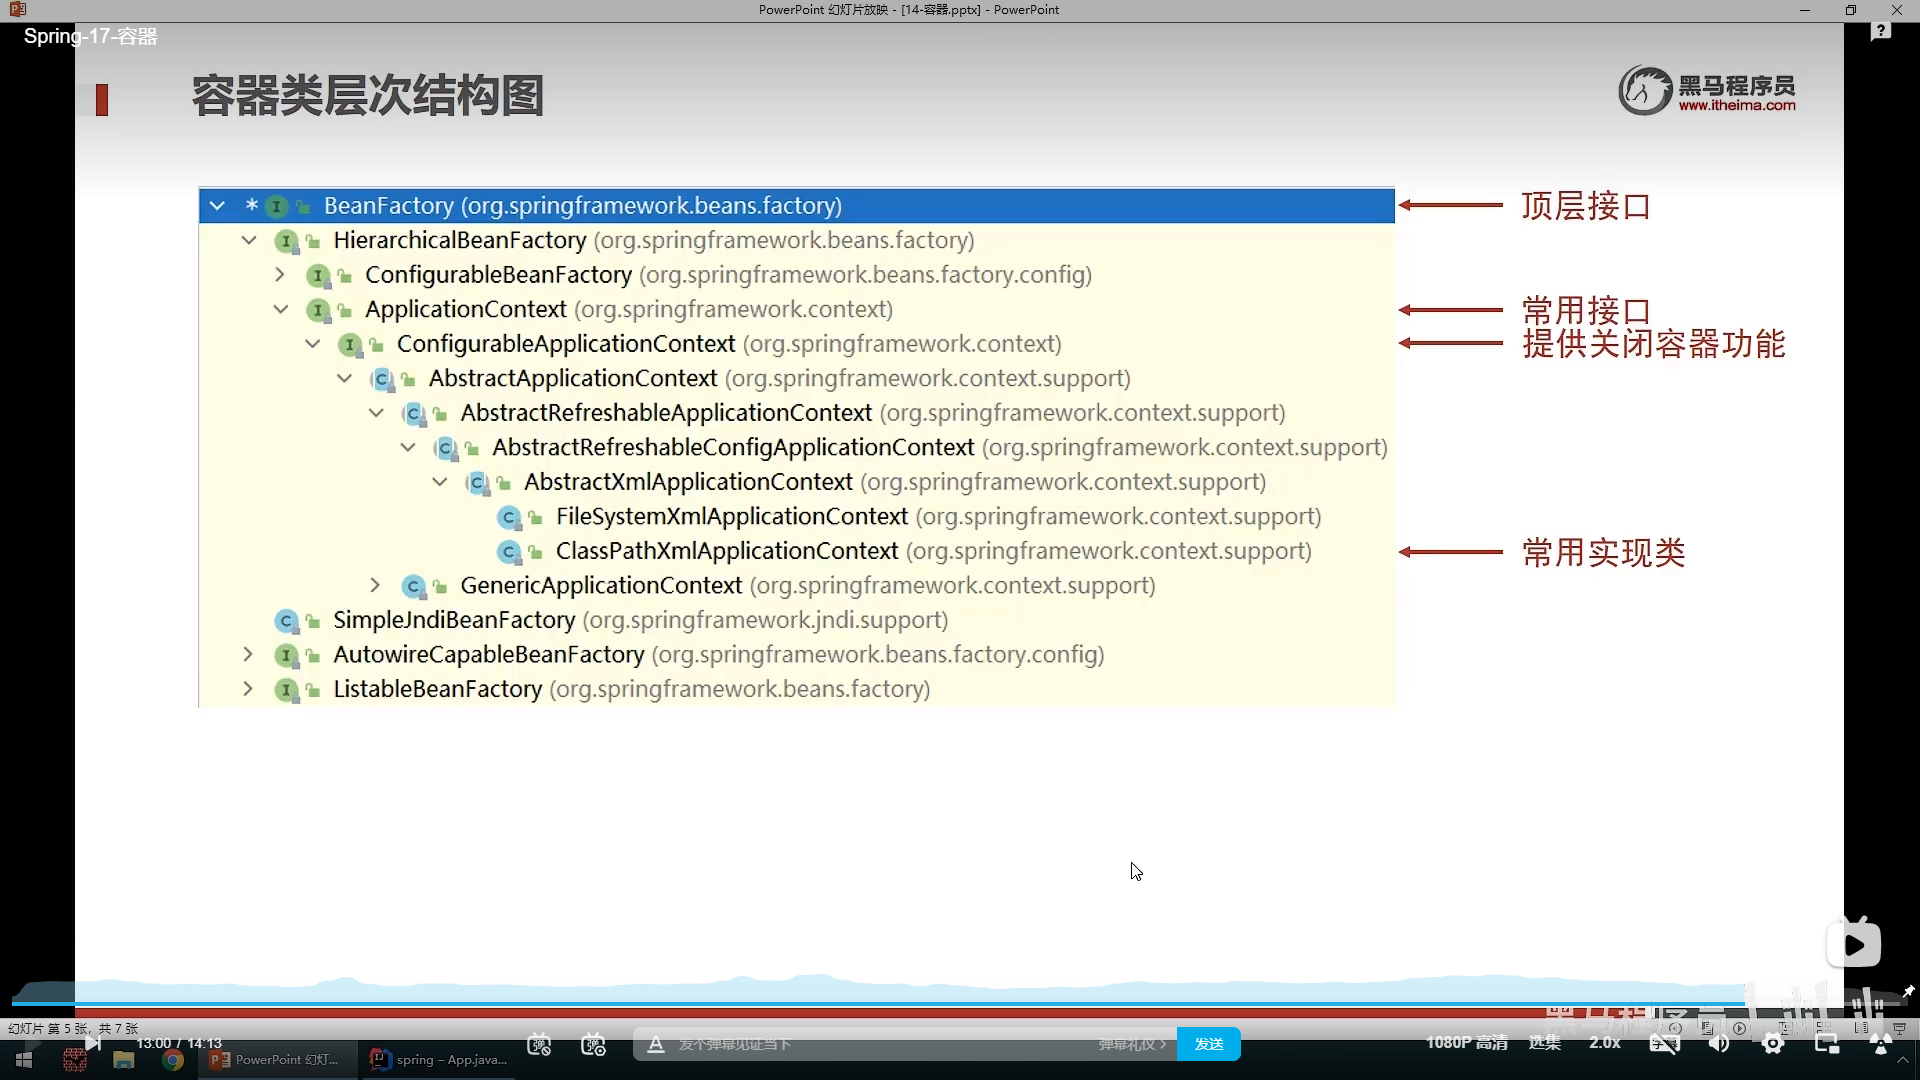 PowerPoint 幻灯片放映 - [14-容器.pptx] - PowerPoint
Spring-17-容器
容器类层次结构图
黑马程序员
www.itheima.com
BeanFactory (org.springframework.beans.factory)
顶层接口
HierarchicalBeanFactory (org.springframework.beans.factory)
ConfigurableBeanFactory (org.springframework.beans.factory.config)
ApplicationContext (org.springframework.context)
常用接口
ConfigurableApplicationContext (org.springframework.context)
提供关闭容器功能
AbstractApplicationContext (org.springframework.context.support)
AbstractRefreshableApplicationContext (org.springframework.context.support)
AbstractRefreshableConfigApplicationContext (org.springframework.context.support)
AbstractXmlApplicationContext (org.springframework.context.support)
FileSystemXmlApplicationContext (org.springframework.context.support)
ClassPathXmlApplicationContext (org.springframework.context.support)
常用实现类
GenericApplicationContext (org.springframework.context.support)
SimpleJndiBeanFactory (org.springframework.jndi.support)
AutowireCapableBeanFactory (org.springframework.beans.factory.config)
ListableBeanFactory (org.springframework.beans.factory)
幻灯片 第 5 张，共 7 张
13:00 / 14:13
发个弹幕见证当下
弹幕礼仪 >
发送
1080P 高清
选集
2.0x
PowerPoint 幻灯...
spring – App.java...